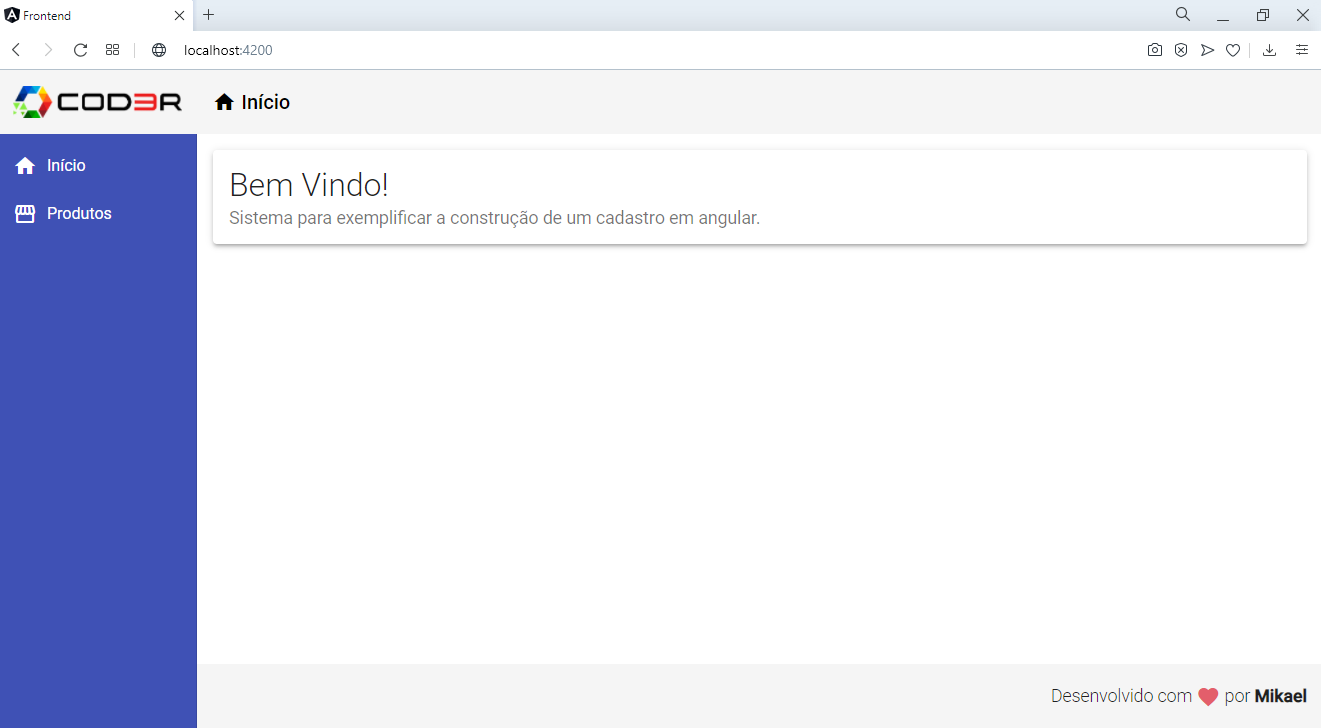 Frontend
localhost:4200
COD3R
Início
Início
Produtos
Bem Vindo!
Sistema para exemplificar a construção de um cadastro em angular.
Desenvolvido com por Mikael